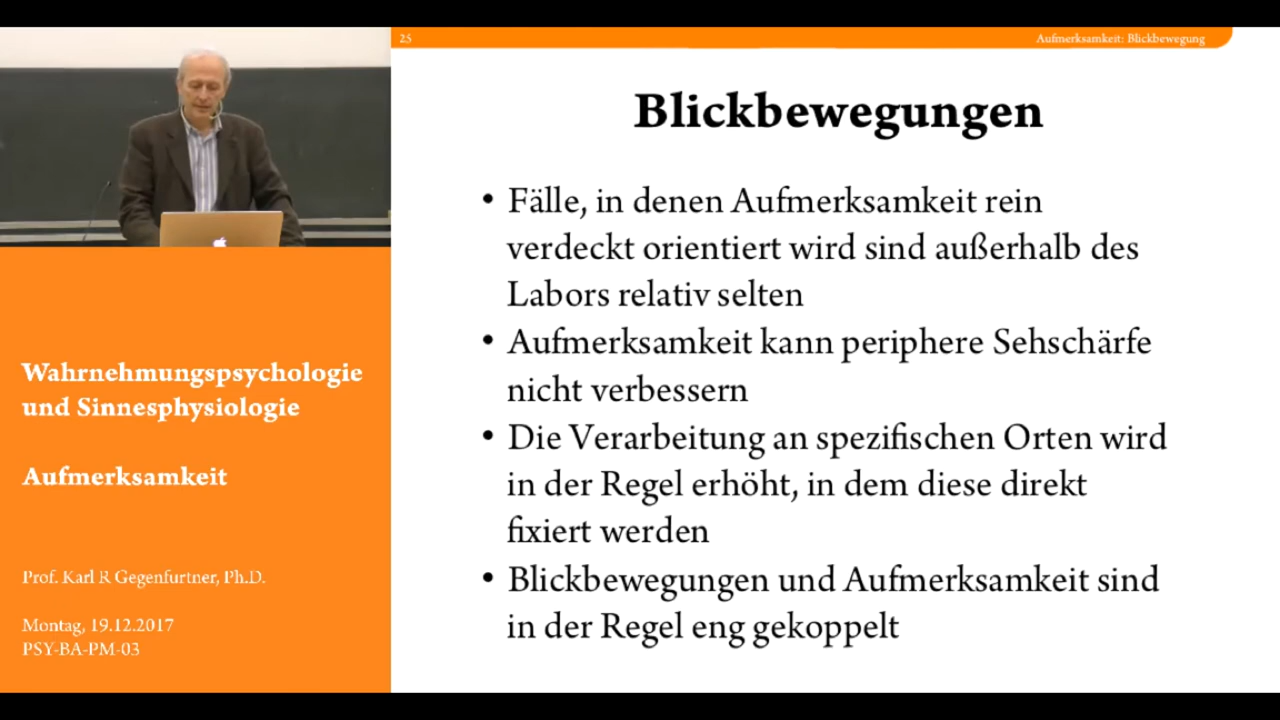 25
Aufmerksamkeit: Blickbewegung
Blickbewegungen
• Fälle, in denen Aufmerksamkeit rein
verdeckt orientiert wird sind außerhalb des
Labors relativ selten
• Aufmerksamkeit kann periphere Sehschärfe
nicht verbessern
• Die Verarbeitung an spezifischen Orten wird
in der Regel erhöht, in dem diese direkt
fixiert werden
• Blickbewegungen und Aufmerksamkeit sind
in der Regel eng gekoppelt
Wahrnehmungspsychologie
und Sinnesphysiologie
Aufmerksamkeit
Prof. Karl R Gegenfurtner, Ph.D.
Montag, 19.12.2017
PSY-BA-PM-03